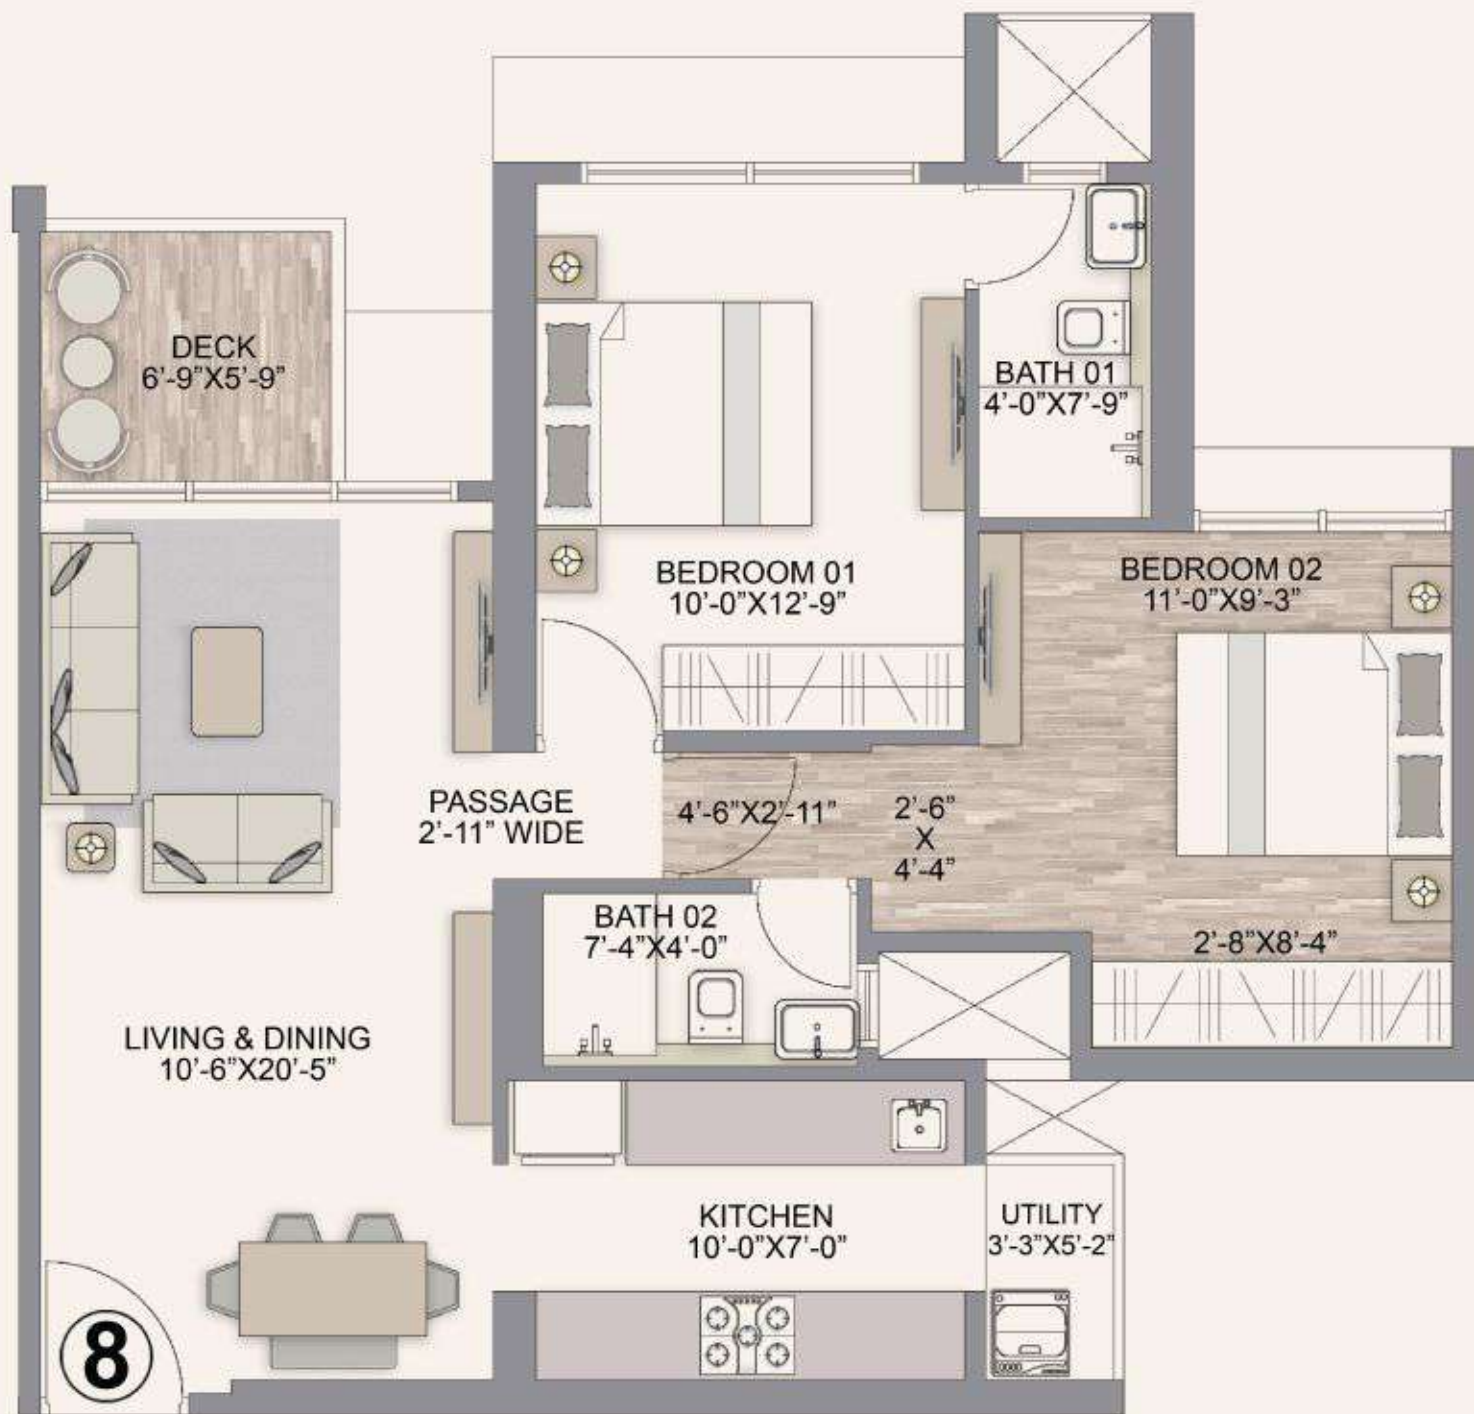 DECK
6'-9”X5'-9”
BATH 01
4'-0”X7'-9”
BEDROOM 01
10'-0”X12'-9”
BEDROOM 02
11'-0”X9'-3”
PASSAGE
2'-11” WIDE
4'-6”X2'-11”
2'-6”
X
4'-4”
BATH 02
7'-4”X4'-0”
2'-8”X8'-4”
LIVING & DINING
10'-6”X20'-5”
KITCHEN
10'-0”X7'-0”
UTILITY
3'-3”X5'-2”
8